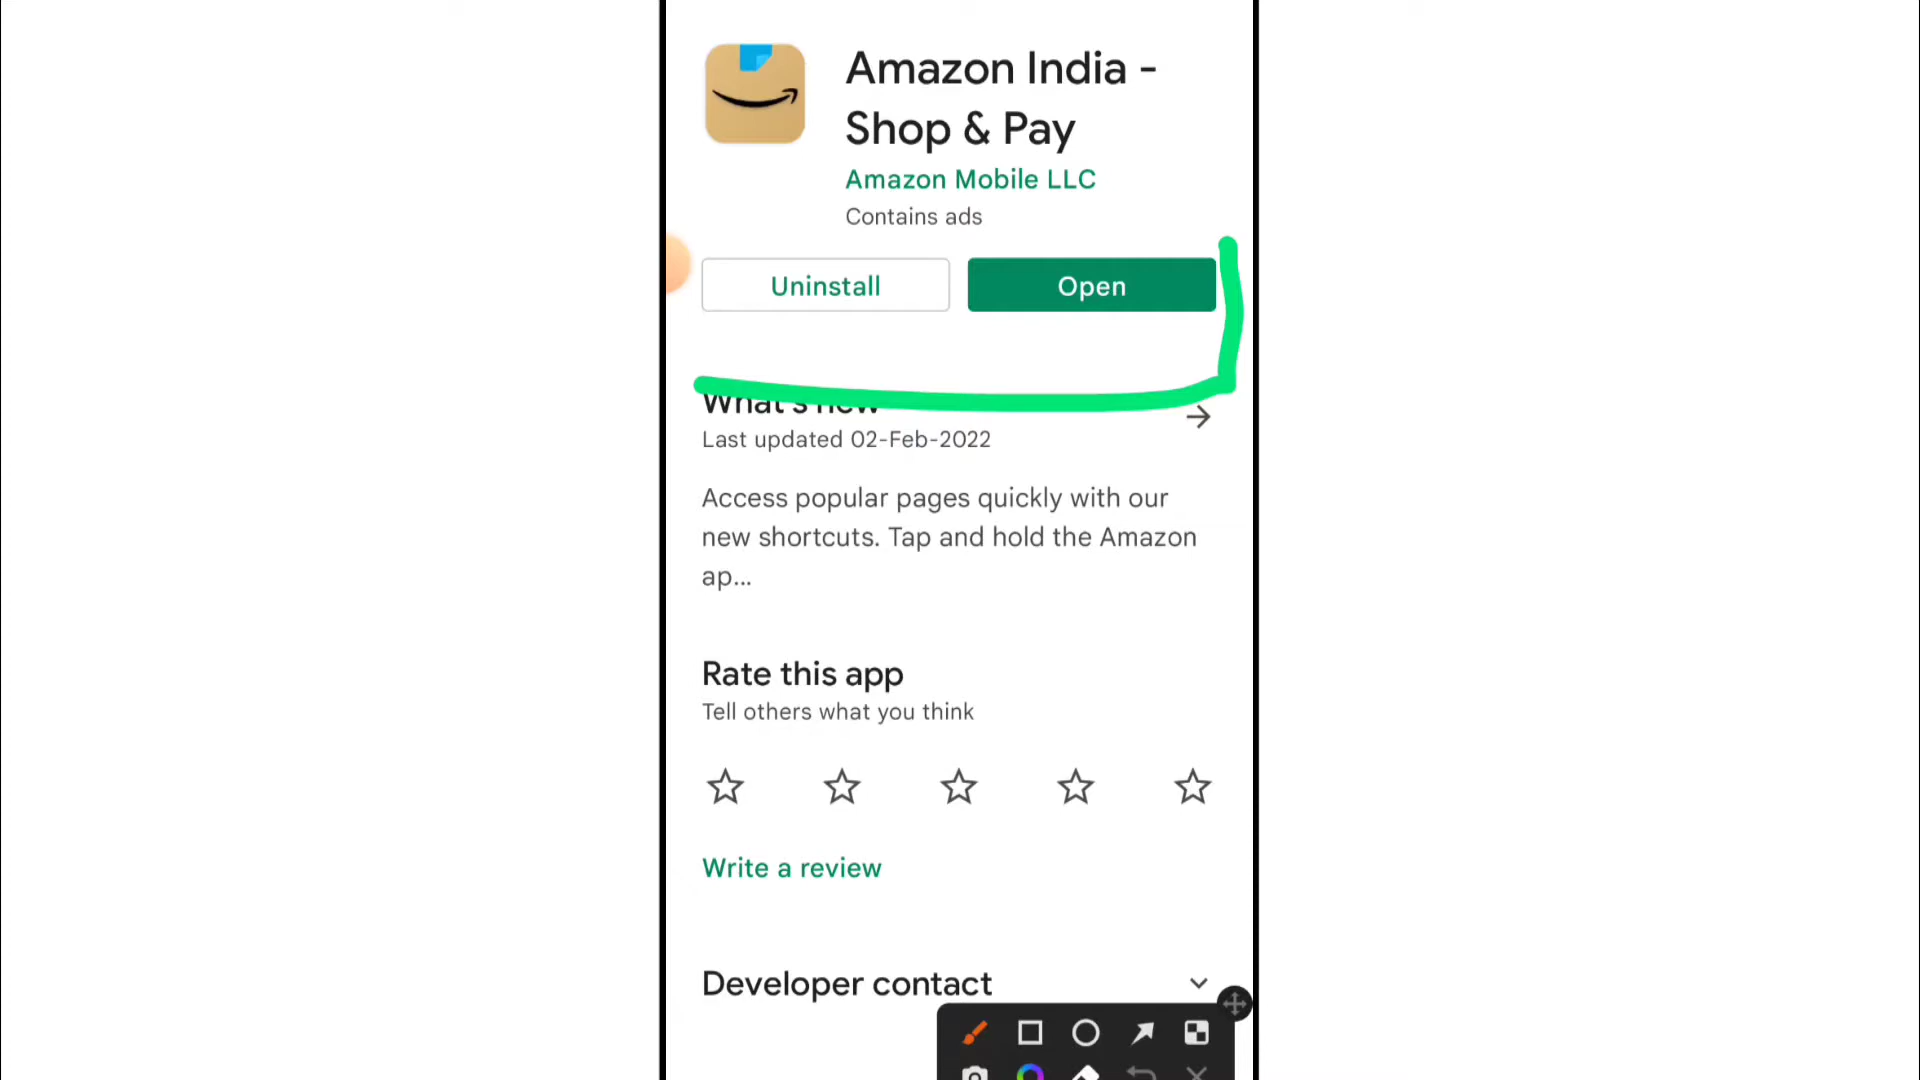 Amazon India -
Shop & Pay
Amazon Mobile LLC
Contains ads
Uninstall
Open
What's new
Last updated 02-Feb-2022
Access popular pages quickly with our
new shortcuts. Tap and hold the Amazon
ap...
Rate this app
Tell others what you think
Write a review
Developer contact